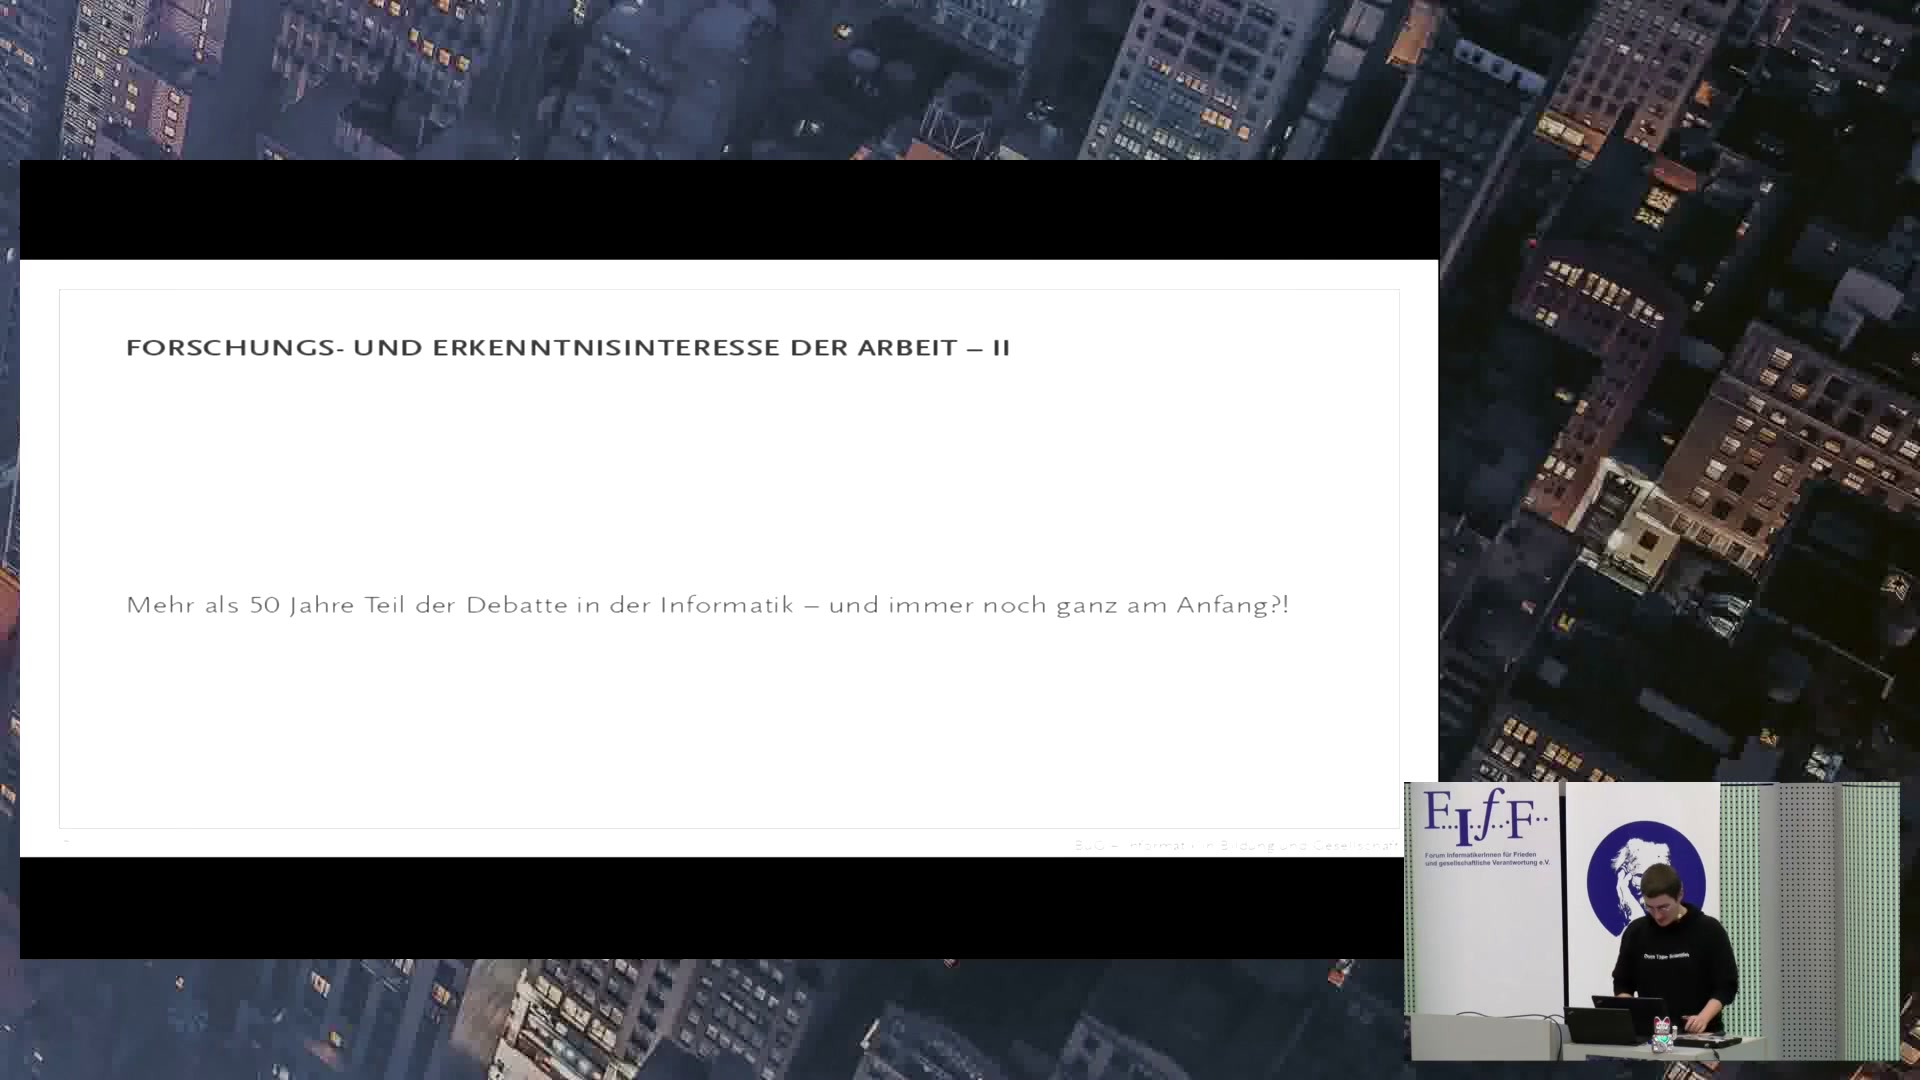 FORSCHUNGS- UND ERKENNTNISINTERESSE DER ARBEIT – II
Mehr als 50 Jahre Teil der Debatte in der Informatik – und immer noch ganz am Anfang?!
Informatik in Bildung und Gesellschaft
F..I..f..F..
Forum InformatikerInnen für Frieden
und gesellschaftliche Verantwortung e.V.